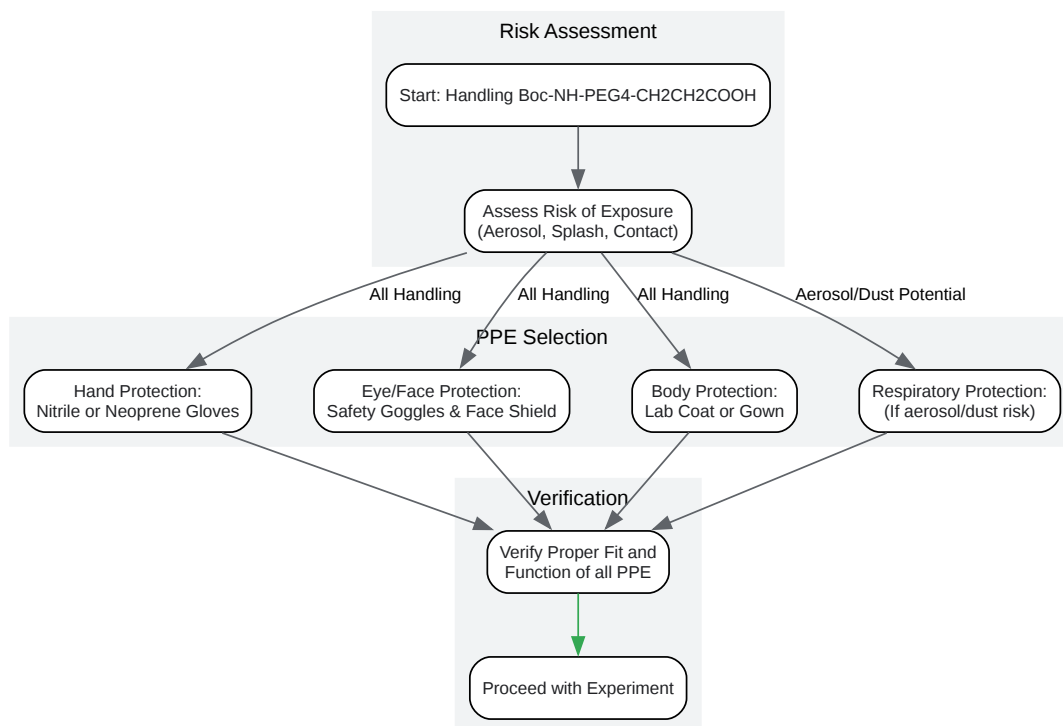 Risk Assessment
Start: Handling Boc-NH-PEG4-CH2CH2COOH
Assess Risk of Exposure
(Aerosol, Splash, Contact)
All Handling
All Handling
All Handling
Aerosol/Dust Potential
PPE Selection
Hand Protection:
Nitrile or Neoprene Gloves
Eye/Face Protection:
Safety Goggles & Face Shield
Body Protection:
Lab Coat or Gown
Respiratory Protection:
(If aerosol/dust risk)
Verification
Verify Proper Fit and
Function of all PPE
Proceed with Experiment